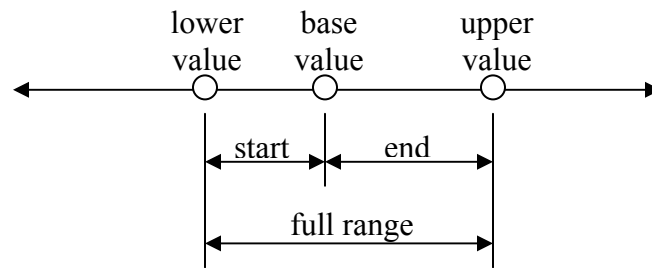 lower base upper
value value value
start end
full range